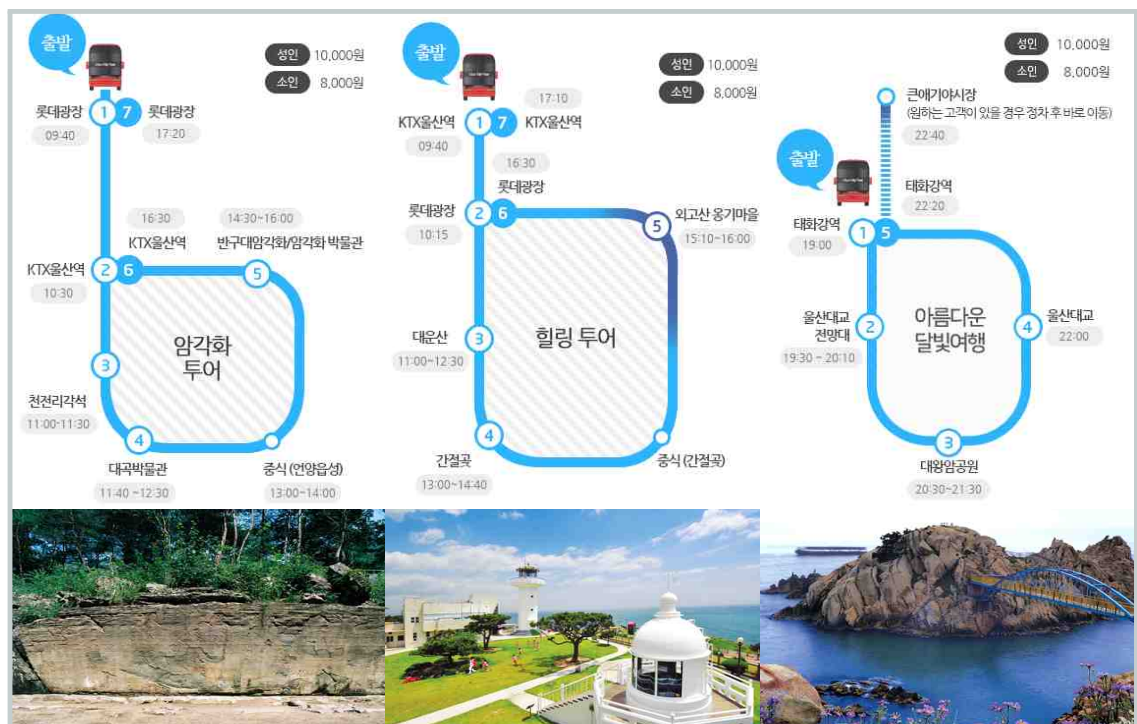 출발
성인 10,000원
소인 8,000원
1 7
롯데광장
09:40
롯데광장
17:20
16:30
KTX울산역
14:30~16:00
반구대암각화/암각화 박물관
KTX울산역
10:30
2 6
5
암각화
투어
3
천전리각석
11:00-11:30
4
대곡박물관
11:40 ~12:30
중식 (언양읍성)
13:00~14:00
출발
성인 10,000원
소인 8,000원
17:10
KTX울산역
1 7
KTX울산역
09:40
16:30
롯데광장
롯데광장
10:15
2 6
5
외고산 옹기마을
15:10~16:00
힐링 투어
대운산
11:00~12:30
3
4
간절곶
13:00~14:40
중식 (간절곶)
성인 10,000원
소인 8,000원
큰애기야시장
(원하는 고객이 있을 경우 정차 후 바로 이동)
22:40
출발
태화강역
22:20
태화강역
19:00
1 5
울산대교
전망대
19:30 ~ 20:10
2
아름다운
달빛여행
4
울산대교
22:00
3
대왕암공원
20:30~21:30